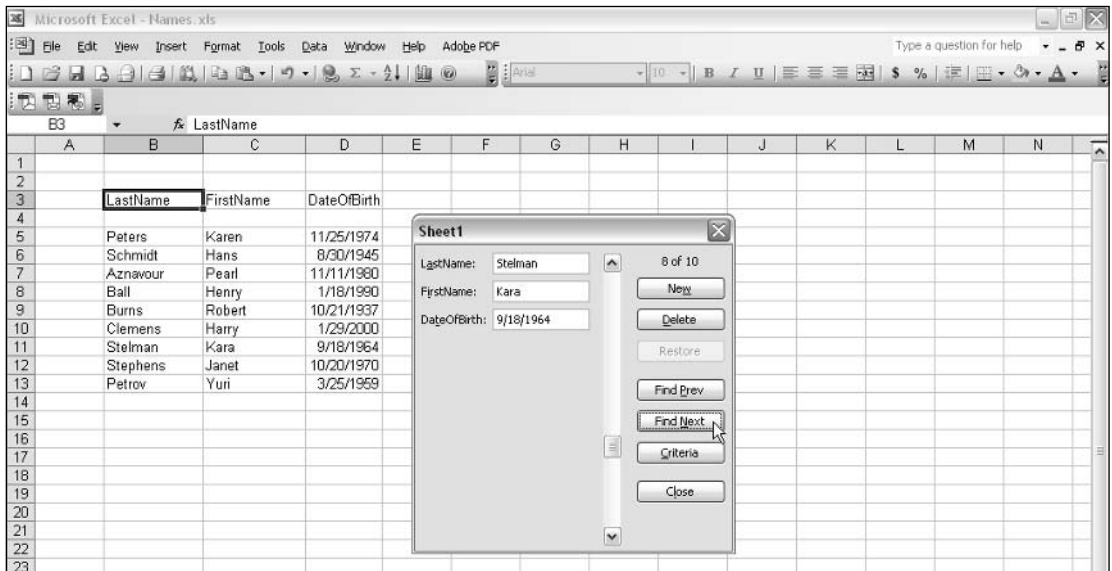 Microsoft Excel - Names.xls
File Edit View Insert Format Tools Data Window Help Adobe PDF Type a question for help
Arial 10 B I U $ %
B3 fx LastName
A B C D E F G H I J K L M N
1
2
3 LastName FirstName DateOfBirth
4
5 Peters Karen 11/25/1974
6 Schmidt Hans 8/30/1945
7 Aznavour Pearl 11/11/1980
8 Ball Henry 1/18/1990
9 Burns Robert 10/21/1937
10 Clemens Harry 1/29/2000
11 Stelman Kara 9/18/1964
12 Stephens Janet 10/20/1970
13 Petrov Yuri 3/25/1959
14
15
16
17
18
19
20
21
22
23
Sheet1
LastName: Stelman 8 of 10
FirstName: Kara New
DateOfBirth: 9/18/1964 Delete
Restore
Find Prev
Find Next
Criteria
Close